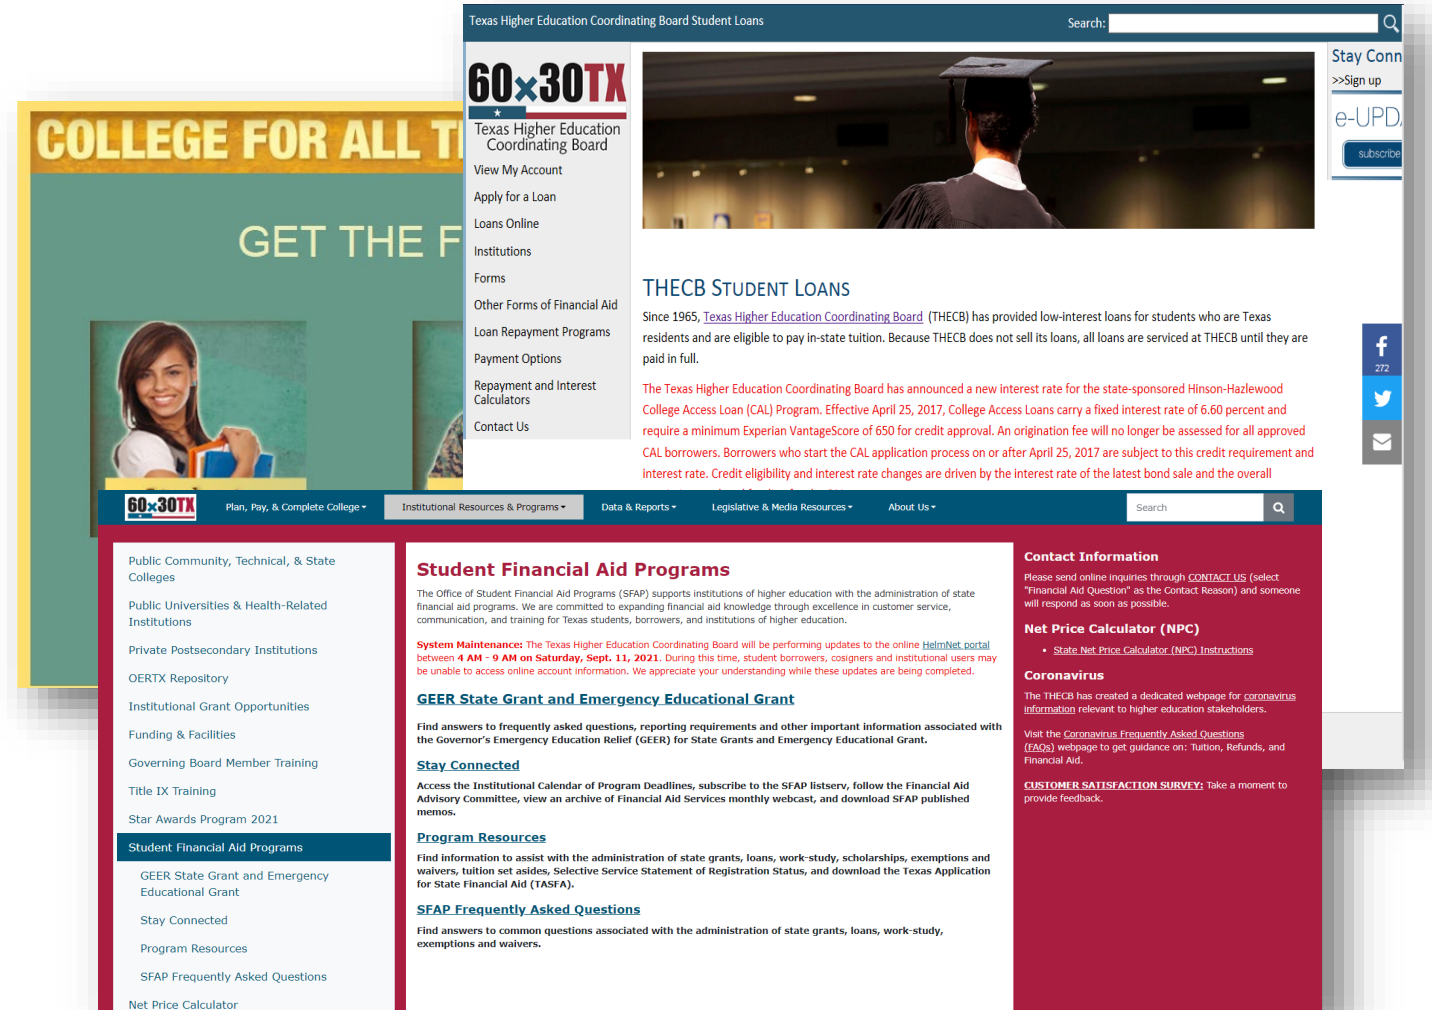 Texas Higher Education Coordinating Board Student Loans
Search:
60x30TX
Texas Higher Education
Coordinating Board
View My Account
Apply for a Loan
Loans Online
Institutions
Forms
Other Forms of Financial Aid
Loan Repayment Programs
Payment Options
Repayment and Interest
Calculators
Contact Us
Stay Conn
>>Sign up
e-UPD
subscribe
THECB STUDENT LOANS
Since 1965, Texas Higher Education Coordinating Board (THECB) has provided low-interest loans for students who are Texas
residents and are eligible to pay in-state tuition. Because THECB does not sell its loans, all loans are serviced at THECB until they are
paid in full.
The Texas Higher Education Coordinating Board has announced a new interest rate for the state-sponsored Hinson-Hazlewood
College Access Loan (CAL) Program. Effective April 25, 2017, College Access Loans carry a fixed interest rate of 6.60 percent and
require a minimum Experian VantageScore of 650 for credit approval. An origination fee will no longer be assessed for all approved
CAL borrowers. Borrowers who start the CAL application process on or after April 25, 2017 are subject to this credit requirement and
interest rate. Credit eligibility and interest rate changes are driven by the interest rate of the latest bond sale and the overall
272
COLLEGE FOR ALL T
GET THE F
60x30TX
Plan, Pay, & Complete College
Institutional Resources & Programs
Data & Reports
Legislative & Media Resources
About Us
Search
Public Community, Technical, & State
Colleges
Public Universities & Health-Related
Institutions
Private Postsecondary Institutions
OERTX Repository
Institutional Grant Opportunities
Funding & Facilities
Governing Board Member Training
Title IX Training
Star Awards Program 2021
Student Financial Aid Programs
GEER State Grant and Emergency
Educational Grant
Stay Connected
Program Resources
SFAP Frequently Asked Questions
Net Price Calculator
Student Financial Aid Programs
The Office of Student Financial Aid Programs (SFAP) supports institutions of higher education with the administration of state
financial aid programs. We are committed to expanding financial aid knowledge through excellence in customer service,
communication, and training for Texas students, borrowers, and institutions of higher education.
System Maintenance: The Texas Higher Education Coordinating Board will be performing updates to the online HelmNet portal
between 4 AM - 9 AM on Saturday, Sept. 11, 2021. During this time, student borrowers, cosigners and institutional users may
be unable to access online account information. We appreciate your understanding while these updates are being completed.
GEER State Grant and Emergency Educational Grant
Find answers to frequently asked questions, reporting requirements and other important information associated with
the Governor's Emergency Education Relief (GEER) for State Grants and Emergency Educational Grant.
Stay Connected
Access the Institutional Calendar of Program Deadlines, subscribe to the SFAP listserv, follow the Financial Aid
Advisory Committee, view an archive of Financial Aid Services monthly webcast, and download SFAP published
memos.
Program Resources
Find information to assist with the administration of state grants, loans, work-study, scholarships, exemptions and
waivers, tuition set asides, Selective Service Statement of Registration Status, and download the Texas Application
for State Financial Aid (TASFA).
SFAP Frequently Asked Questions
Find answers to common questions associated with the administration of state grants, loans, work-study,
exemptions and waivers.
Contact Information
Please send online inquiries through CONTACT US (select
"Financial Aid Question" as the Contact Reason) and someone
will respond as soon as possible.
Net Price Calculator (NPC)
• State Net Price Calculator (NPC) Instructions
Coronavirus
The THECB has created a dedicated webpage for coronavirus
information relevant to higher education stakeholders.
Visit the Coronavirus Frequently Asked Questions
(FAQs) webpage to get guidance on: Tuition, Refunds, and
Financial Aid.
CUSTOMER SATISFACTION SURVEY: Take a moment to
provide feedback.